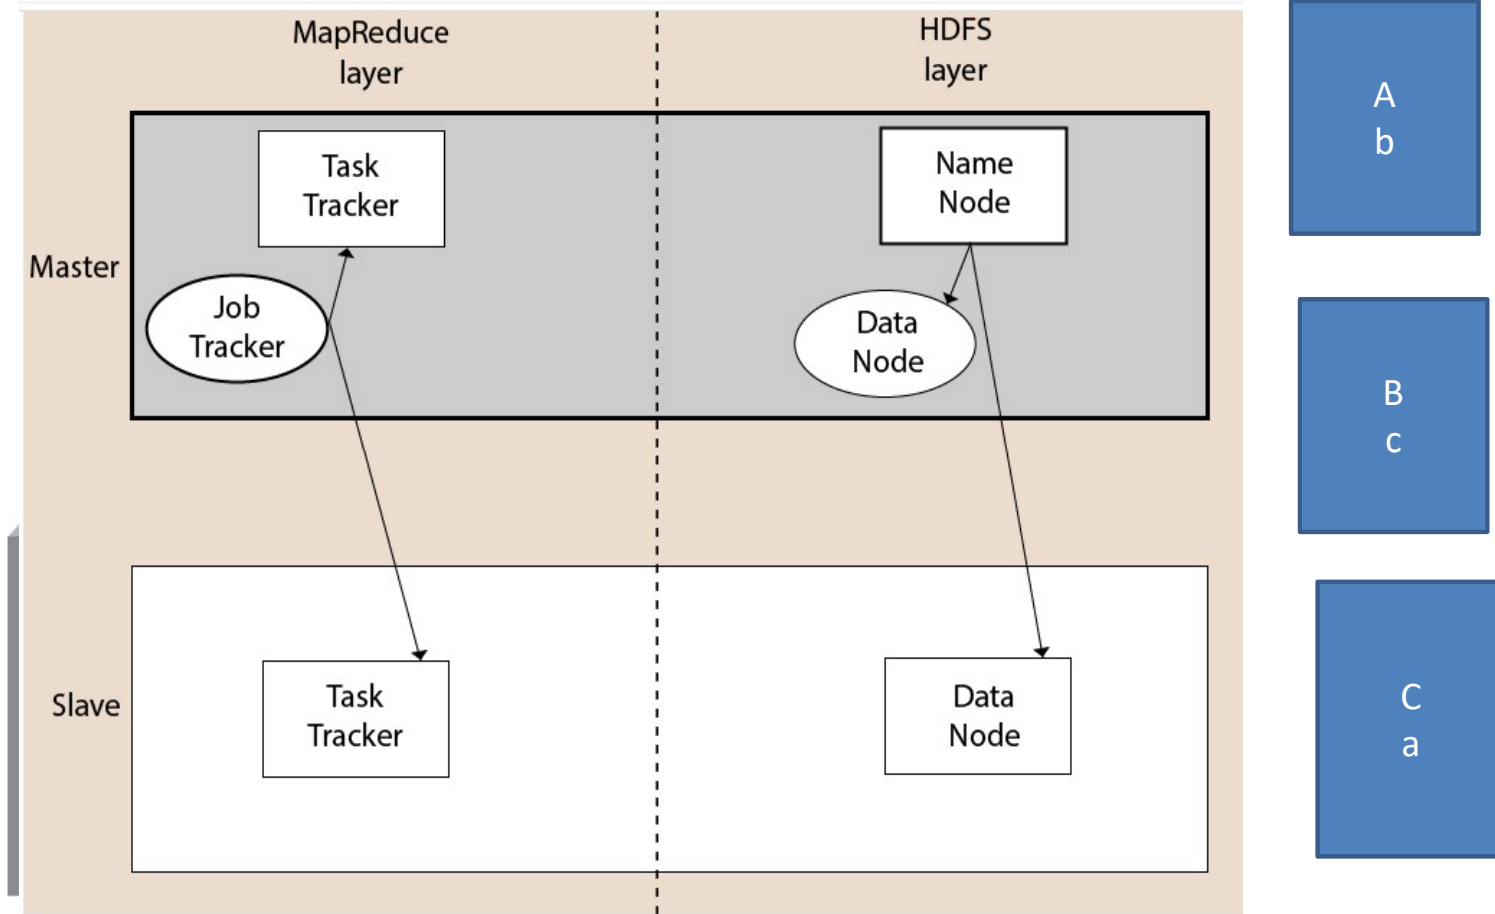 MapReduce
layer
HDFS
layer
Master
Task
Tracker
Job
Tracker
Name
Node
Data
Node
Slave
Task
Tracker
Data
Node
A
b
B
c
C
a